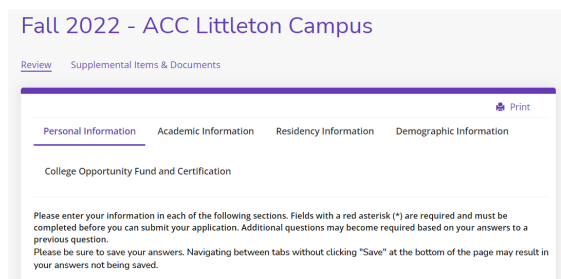 Fall 2022 - ACC Littleton Campus
Review Supplemental Items & Documents
Print
Personal Information Academic Information Residency Information Demographic Information
College Opportunity Fund and Certification
Please enter your information in each of the following sections. Fields with a red asterisk (*) are required and must be
completed before you can submit your application. Additional questions may become required based on your answers to a
previous question.
Please be sure to save your answers. Navigating between tabs without clicking "Save" at the bottom of the page may result in
your answers not being saved.